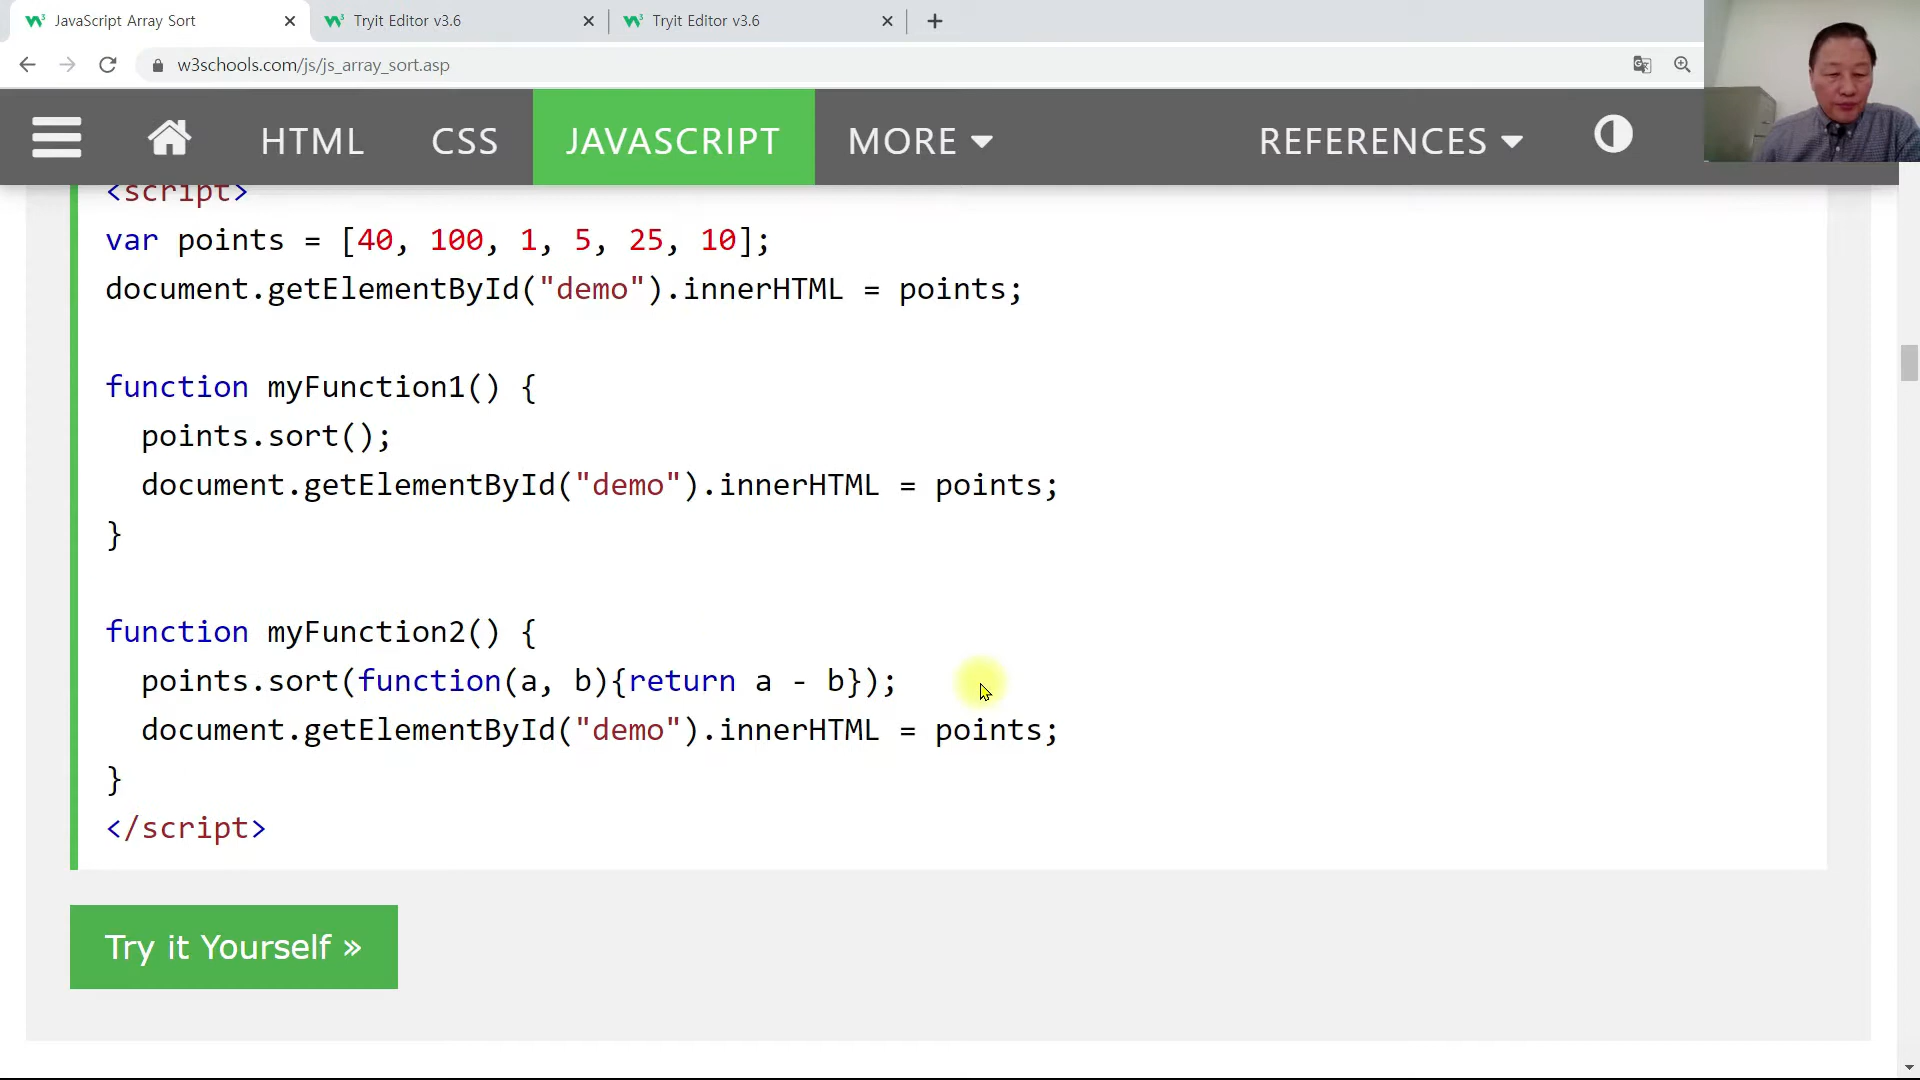 JavaScript Array Sort
Tryit Editor v3.6
Tryit Editor v3.6
w3schools.com/js/js_array_sort.asp
HTML CSS JAVASCRIPT MORE REFERENCES
<script>
var points = [40, 100, 1, 5, 25, 10];
document.getElementById("demo").innerHTML = points;
function myFunction1() {
points.sort();
document.getElementById("demo").innerHTML = points;
}
function myFunction2() {
points.sort(function(a, b){return a - b});
document.getElementById("demo").innerHTML = points;
}
</script>
Try it Yourself »